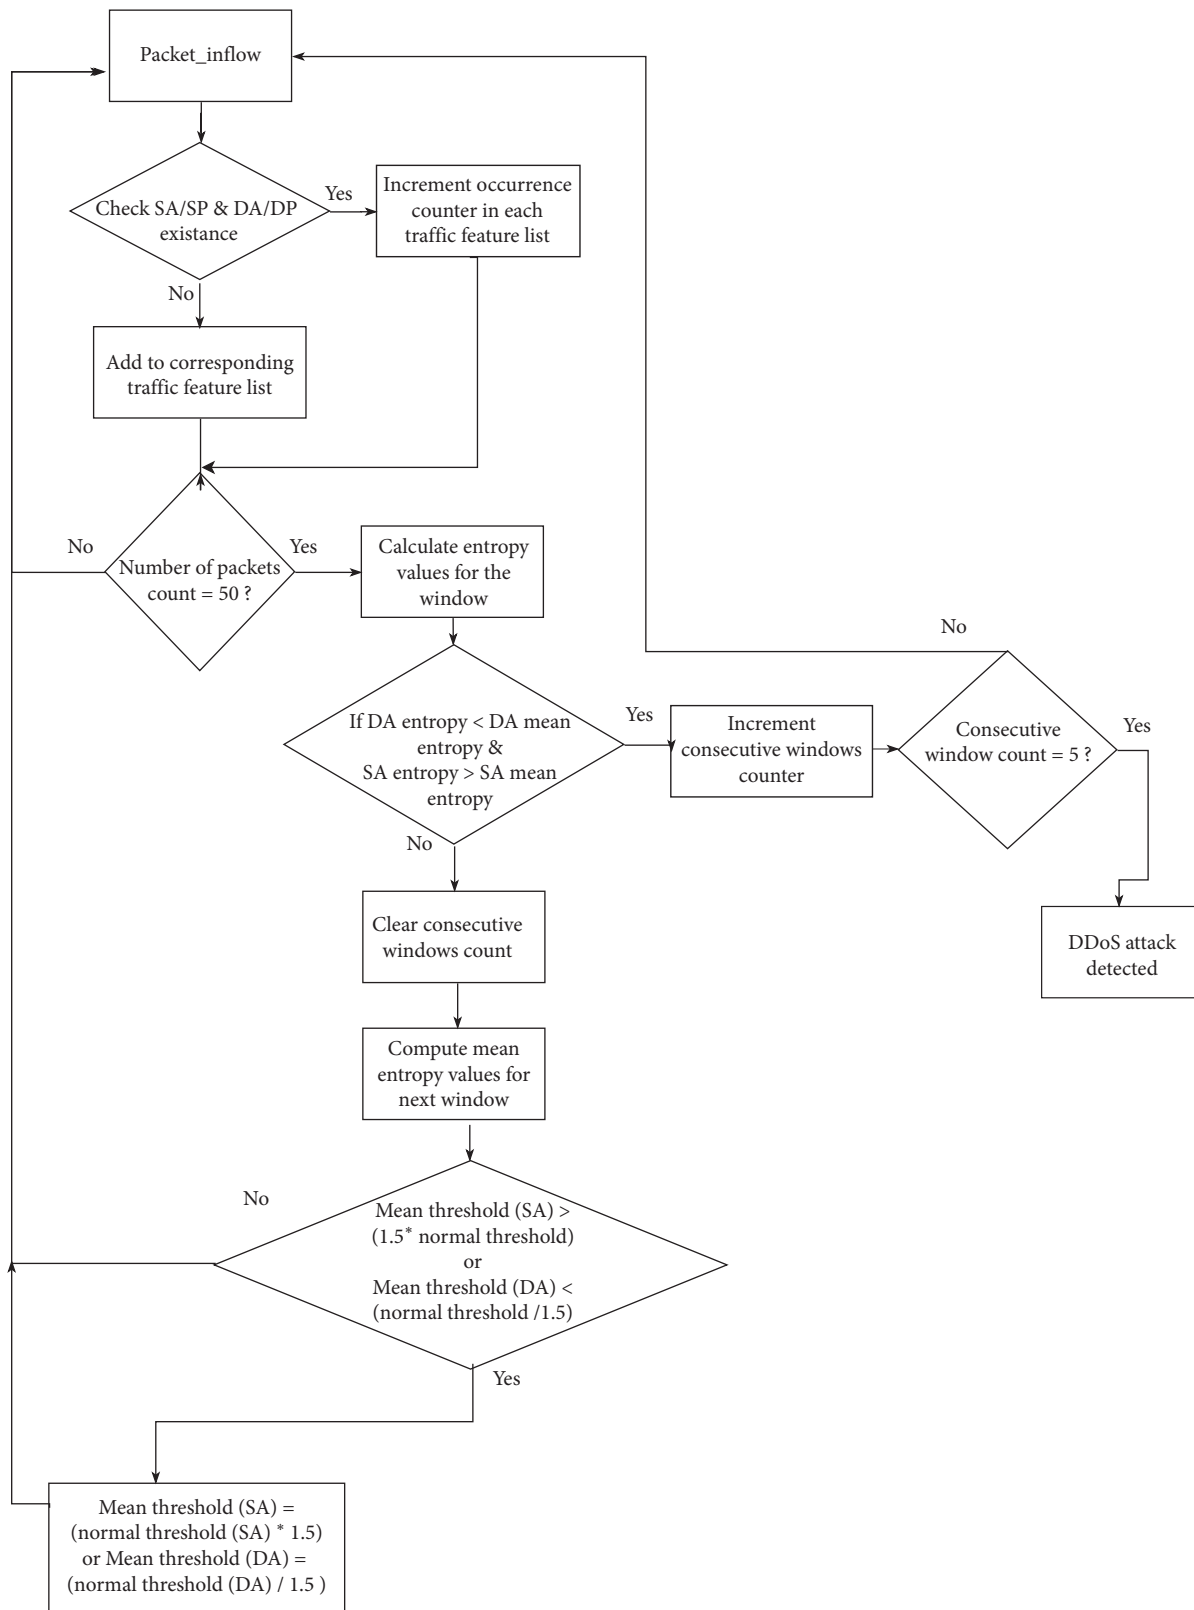 Packet_inflow
Check SA/SP & DA/DP
existance
Yes
Increment occurrence
counter in each
traffic feature list
No
Add to corresponding
traffic feature list
No
Number of packets
count = 50 ?
Yes
Calculate entropy
values for the
window
If DA entropy < DA mean
entropy &
SA entropy > SA mean
entropy
Yes
Increment
consecutive windows
counter
No
Consecutive
window count = 5 ?
Yes
DDoS attack
detected
No
Clear consecutive
windows count
Compute mean
entropy values for
next window
No
Mean threshold (SA) >
(1.5* normal threshold)
or
Mean threshold (DA) <
(normal threshold /1.5)
Yes
Mean threshold (SA) =
(normal threshold (SA) * 1.5)
or Mean threshold (DA) =
(normal threshold (DA) / 1.5 )